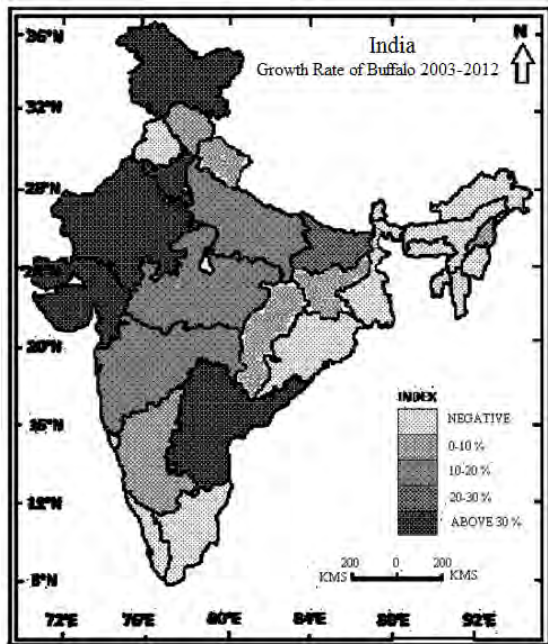 India
Growth Rate of Buffalo 2003-2012
N
36°N
32°N
28°N
24°N
20°N
16°N
12°N
8°N
INDEX
NEGATIVE
0-10 %
10-20 %
20-30 %
ABOVE 30 %
200 0 200
KMS KMS
72°E 76°E 80°E 84°E 88°E 92°E